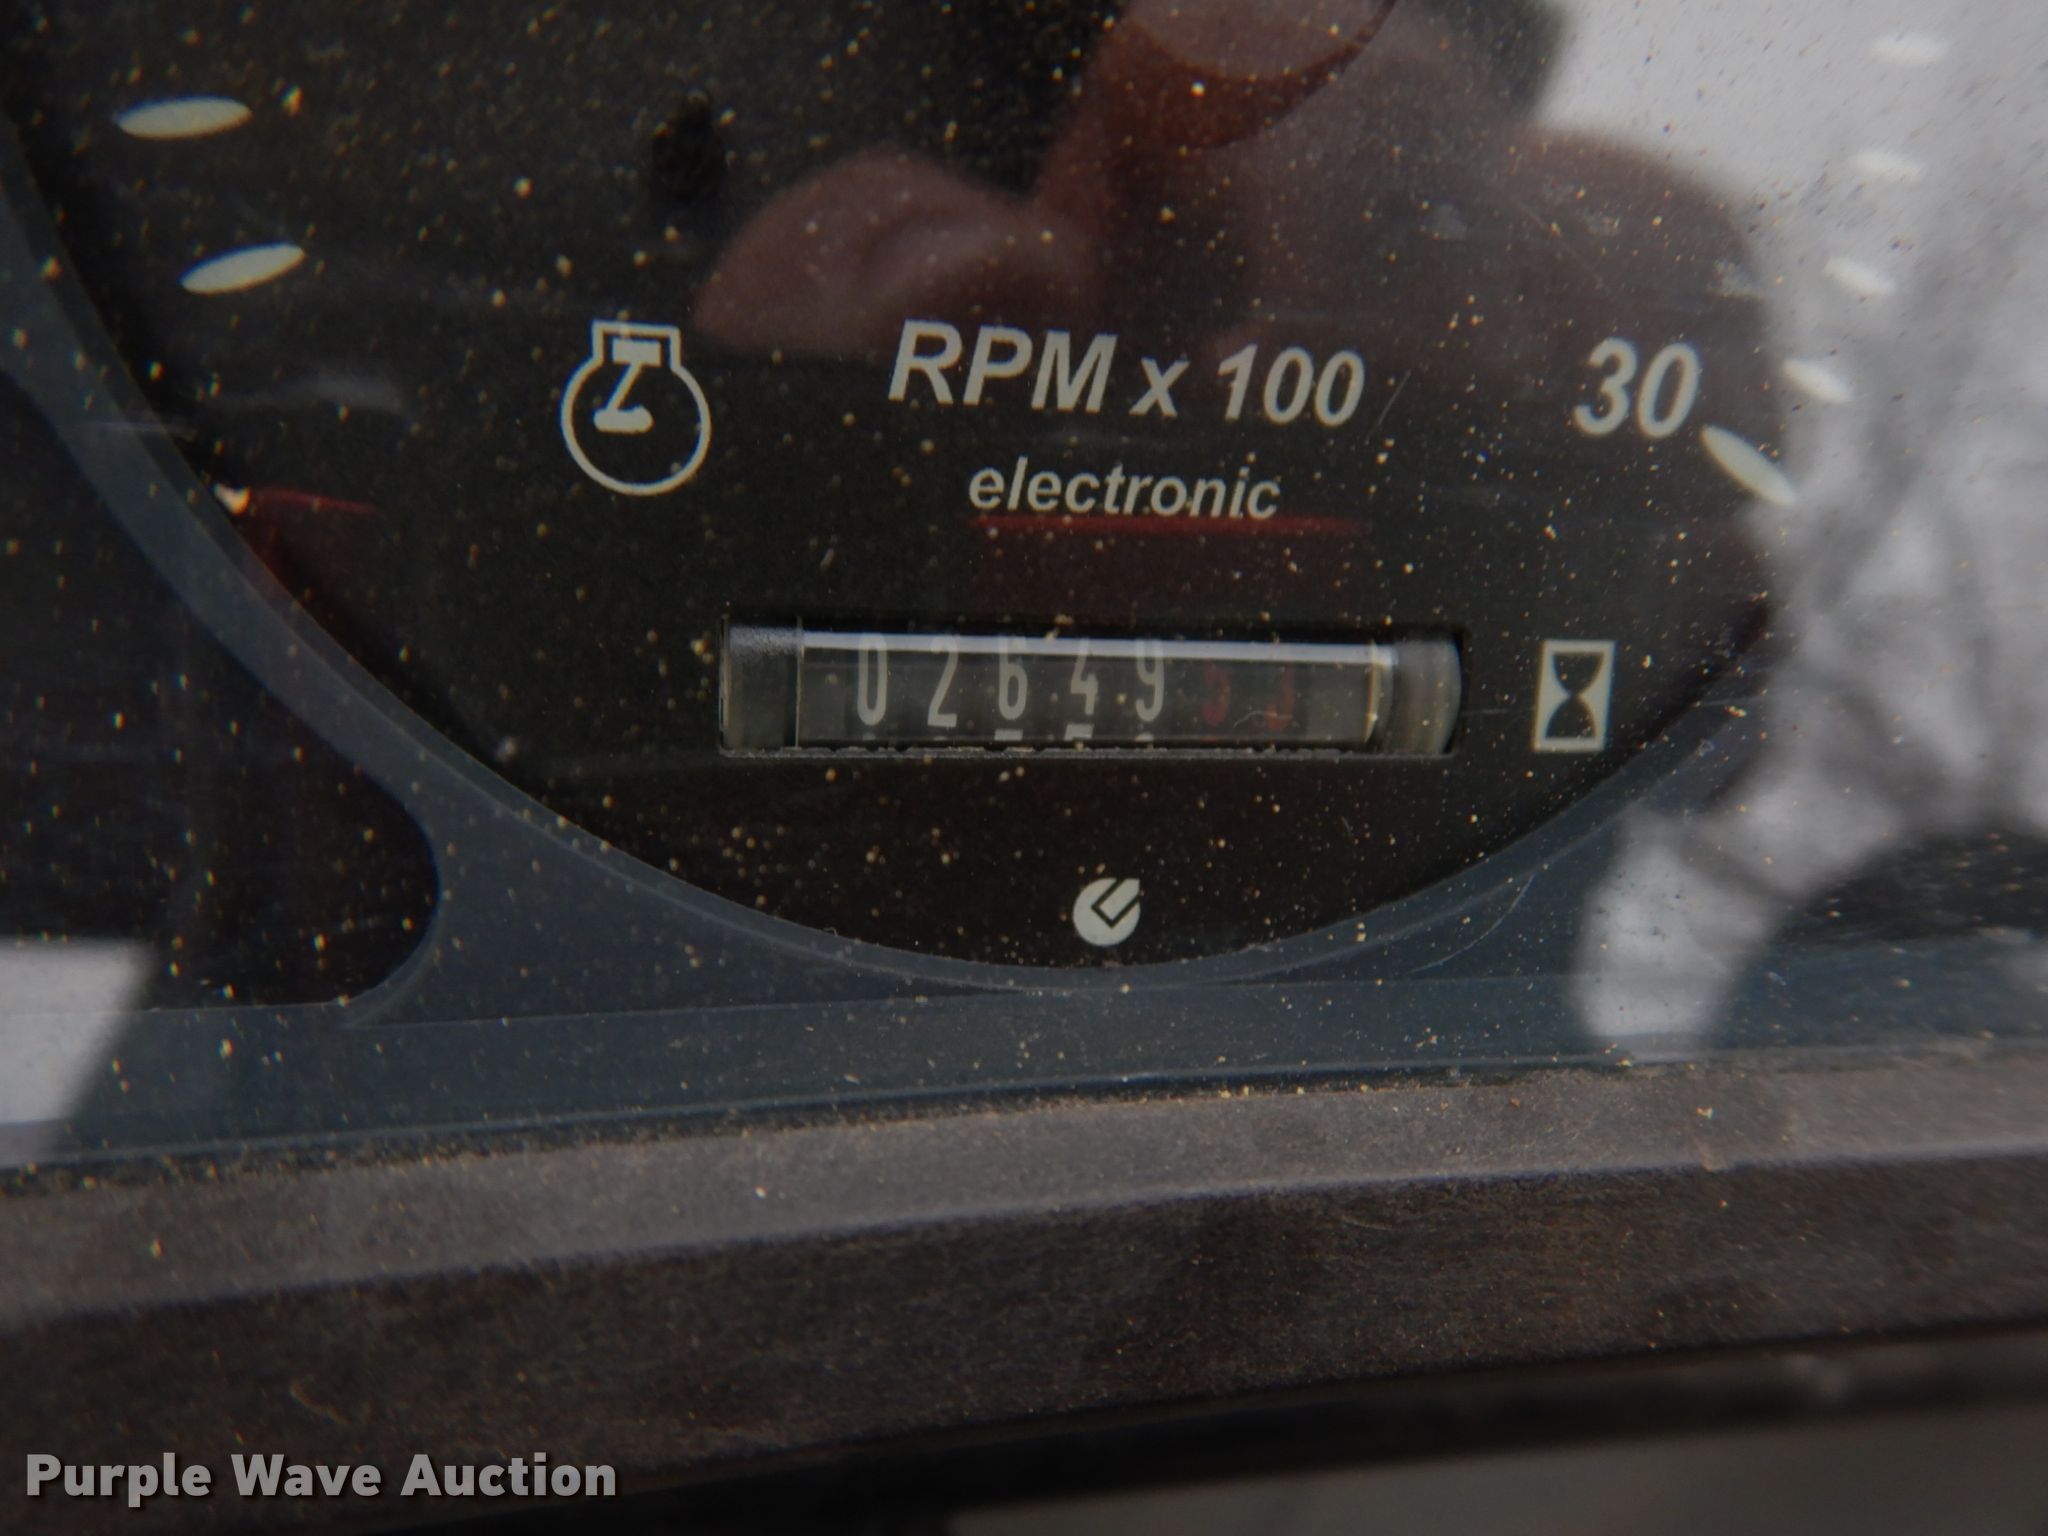 RPM x 100
30
electronic
02649
Purple Wave Auction